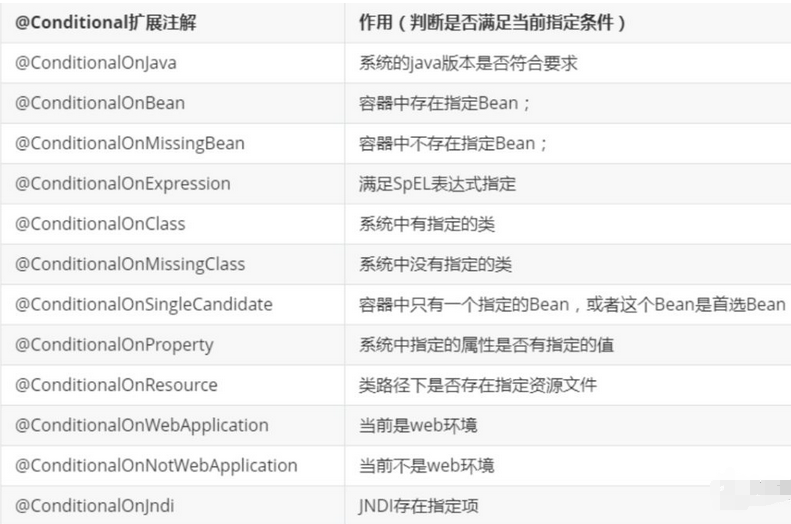 @Conditional扩展注解 作用（判断是否满足当前指定条件）
@ConditionalOnJava 系统的java版本是否符合要求
@ConditionalOnBean 容器中存在指定Bean；
@ConditionalOnMissingBean 容器中不存在指定Bean；
@ConditionalOnExpression 满足SpEL表达式指定
@ConditionalOnClass 系统中有指定的类
@ConditionalOnMissingClass 系统中没有指定的类
@ConditionalOnSingleCandidate 容器中只有一个指定的Bean，或者这个Bean是首选Bean
@ConditionalOnProperty 系统中指定的属性是否有指定的值
@ConditionalOnResource 类路径下是否存在指定资源文件
@ConditionalOnWebApplication 当前是web环境
@ConditionalOnNotWebApplication 当前不是web环境
@ConditionalOnJndi JNDI存在指定项